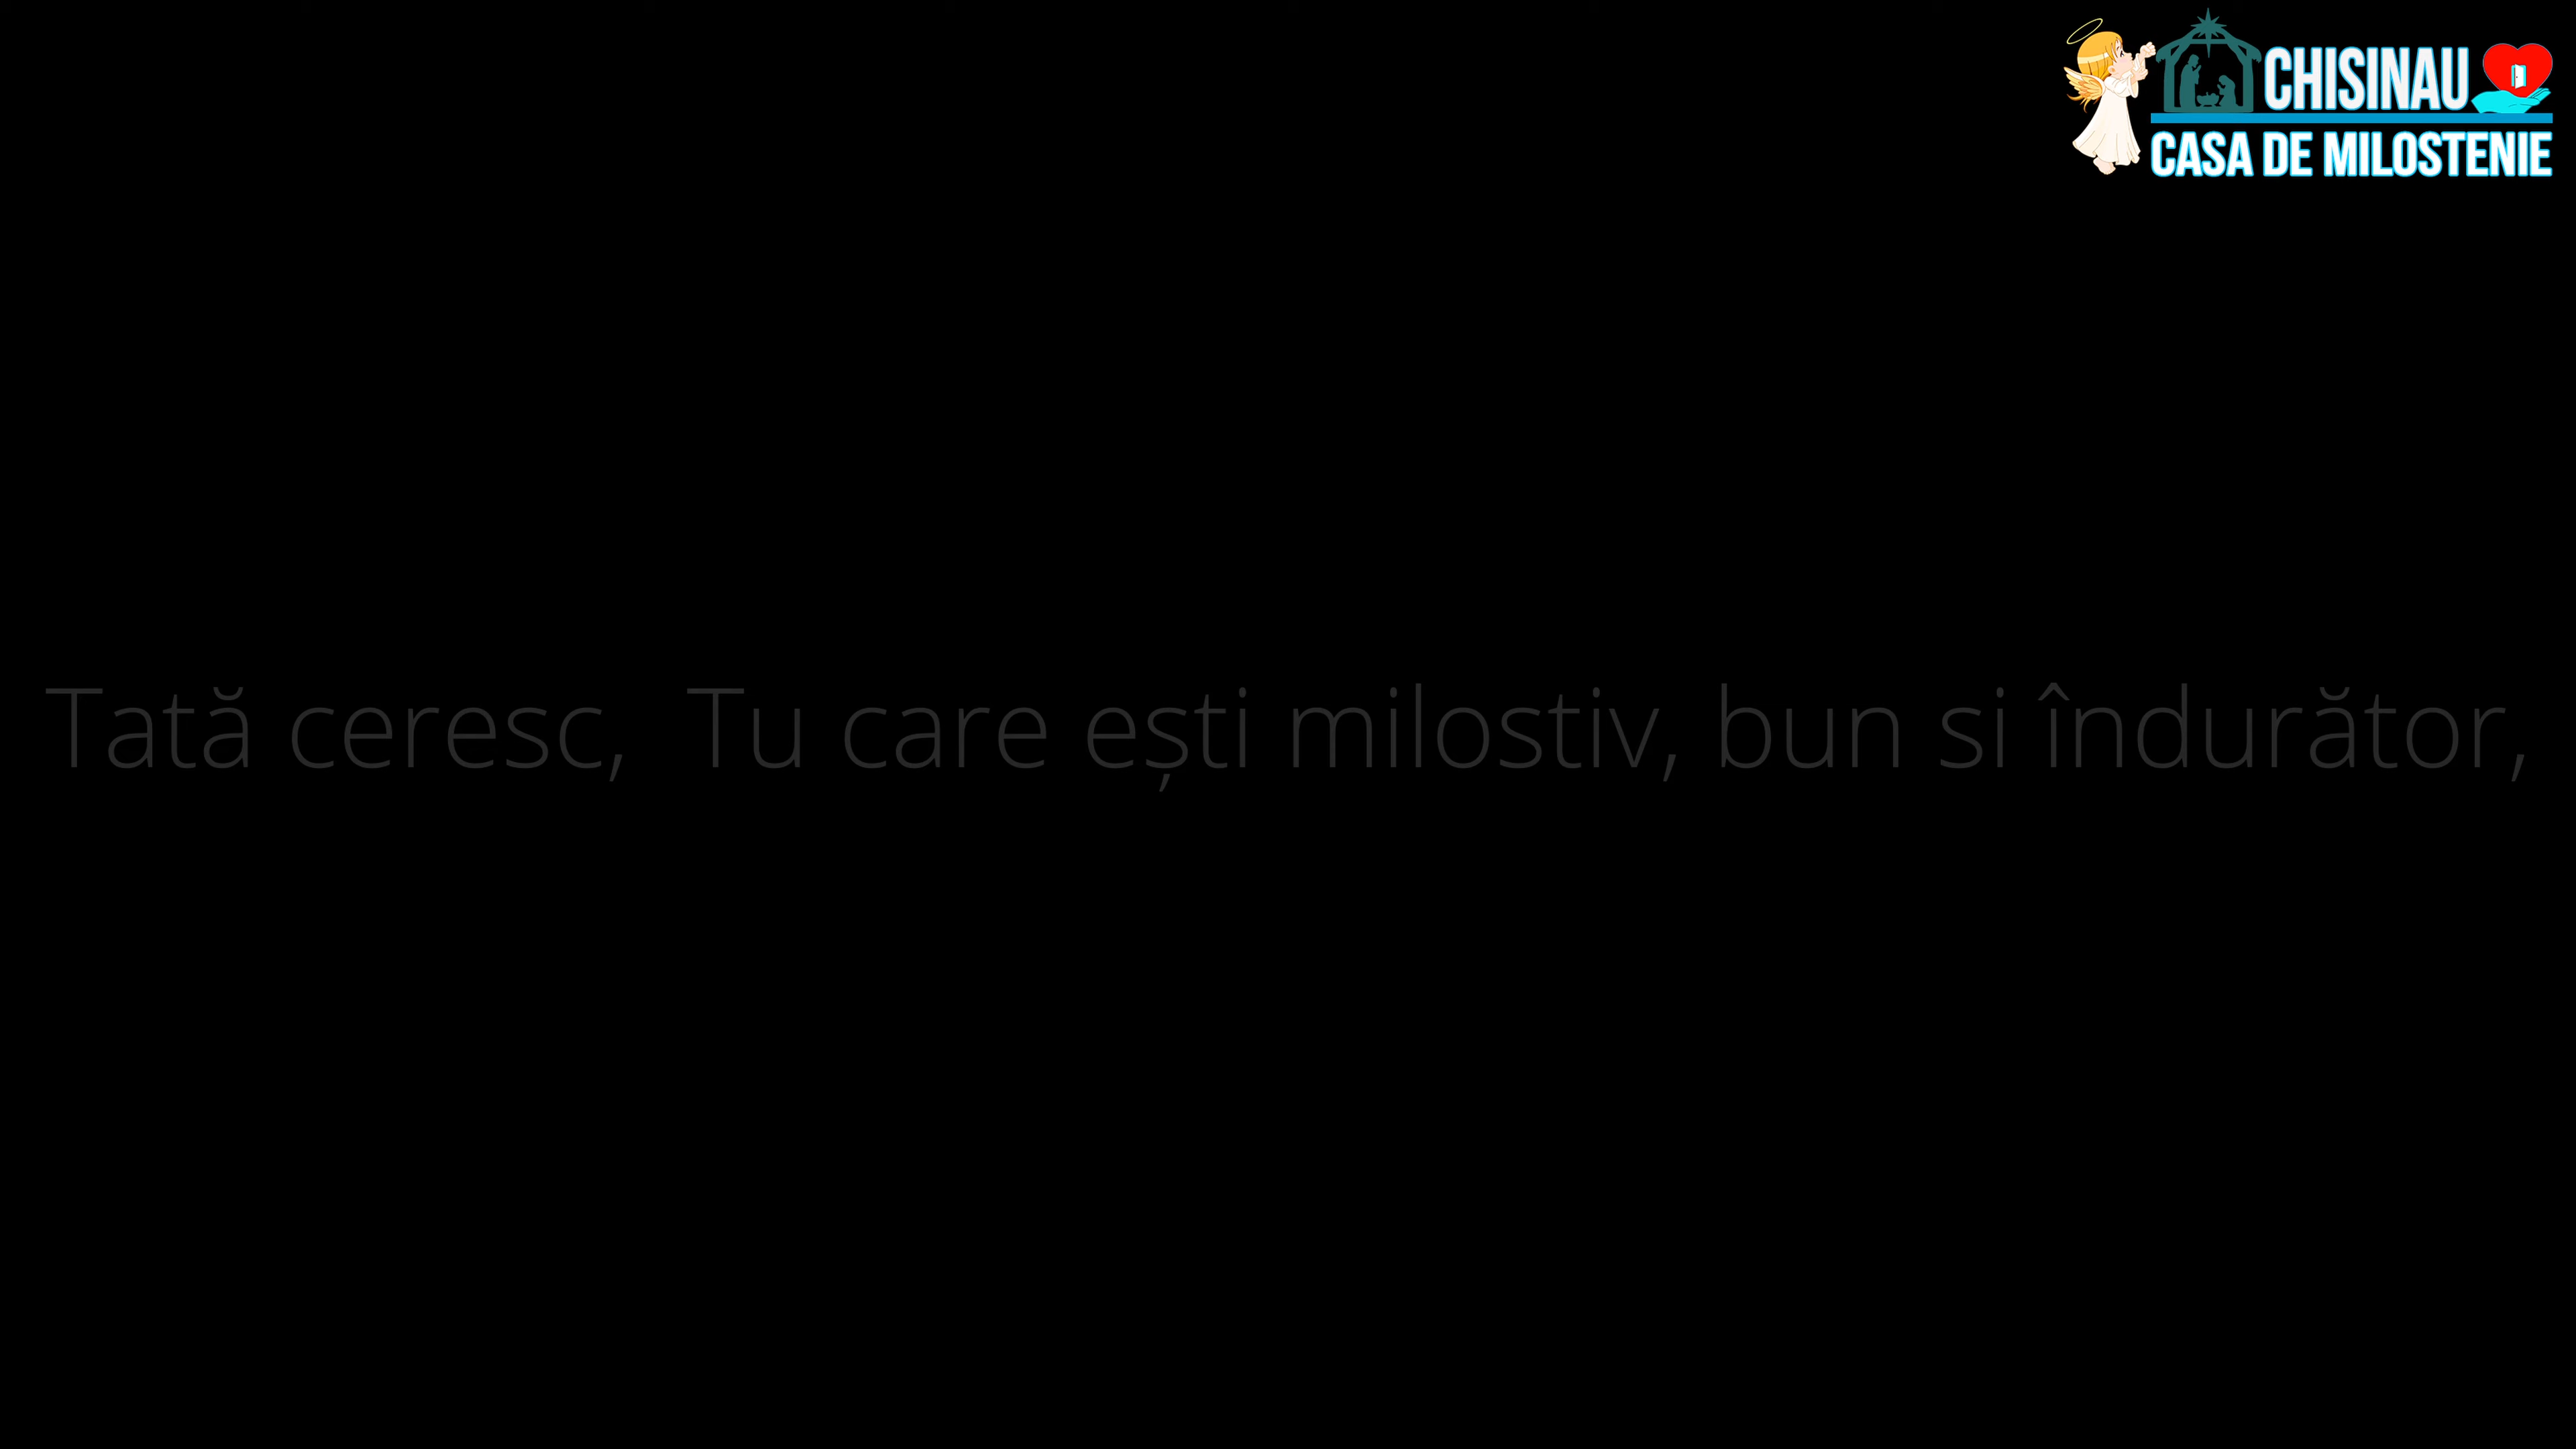 CHISINAU
CASA DE MILOSTENIE
Tată ceresc,  Tu care ești milostiv, bun si îndurător,